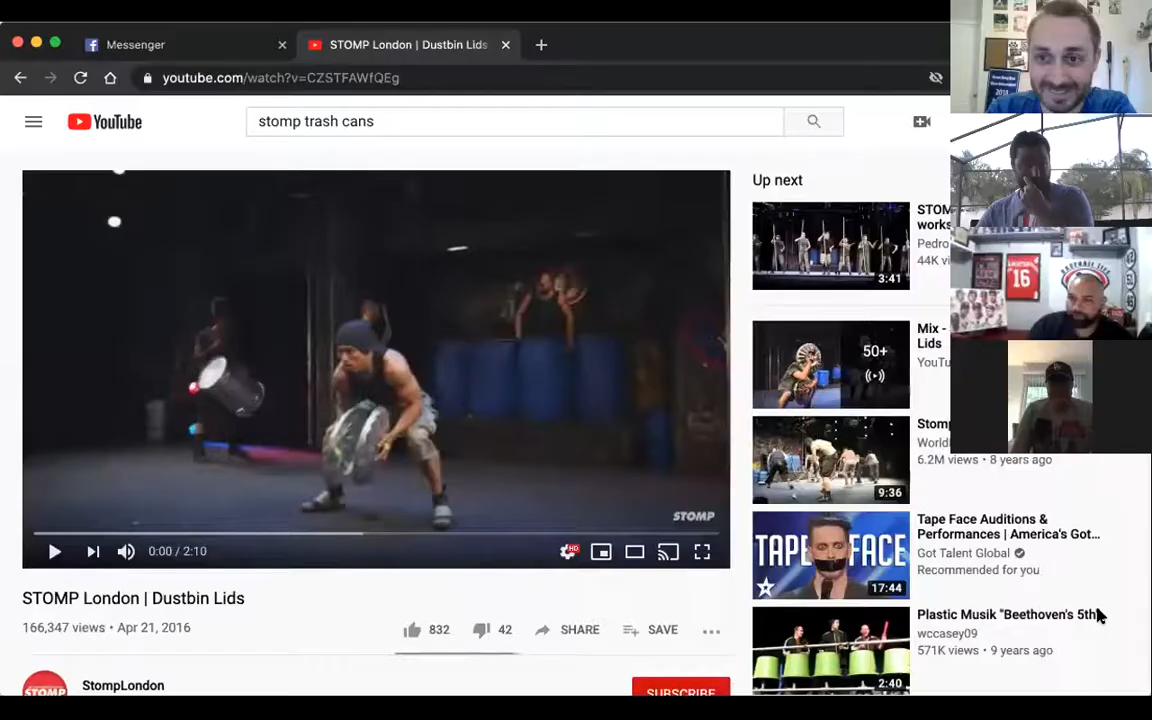 Messenger
STOMP London | Dustbin Lids
youtube.com/watch?v=CZSTFAWfQEg
YouTube
stomp trash cans
STOMP
0:00 / 2:10
HD
STOMP London | Dustbin Lids
166,347 views • Apr 21, 2016
832
42
SHARE
SAVE
STOMP
StompLondon
SUBSCRIBE
Up next
3:41
STOM
works
Pedro
44K vi
50+
Mix -
Lids
YouTu
9:36
Stomp
World
6.2M views • 8 years ago
TAPE FACE
17:44
Tape Face Auditions &
Performances | America's Got...
Got Talent Global
Recommended for you
2:40
Plastic Musik "Beethoven's 5th
wccasey09
571K views • 9 years ago
2018
16